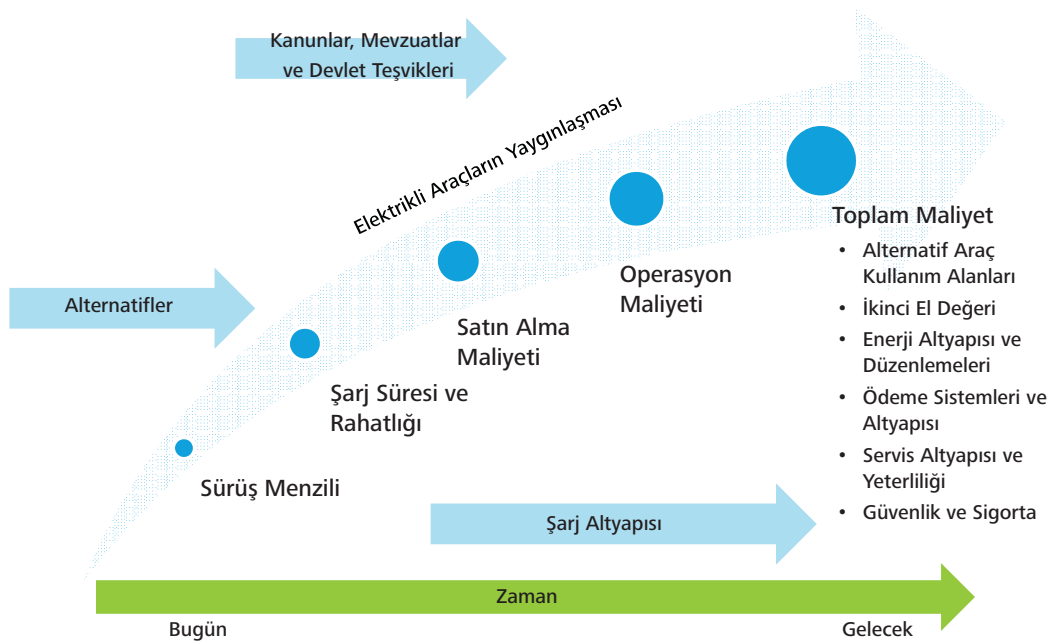 Kanunlar, Mevzuatlar
ve Devlet Teşvikleri
Elektrikli Araçların Yaygınlaşması
Toplam Maliyet
• Alternatif Araç
Kullanım Alanları
• İkinci El Değeri
• Enerji Altyapısı ve
Düzenlemeleri
• Ödeme Sistemleri ve
Altyapısı
• Servis Altyapısı ve
Yeterliliği
• Güvenlik ve Sigorta
Operasyon
Maliyeti
Alternatifler
Satın Alma
Maliyeti
Şarj Süresi ve
Rahatlığı
Sürüş Menzili
Şarj Altyapısı
Zaman
Bugün
Gelecek